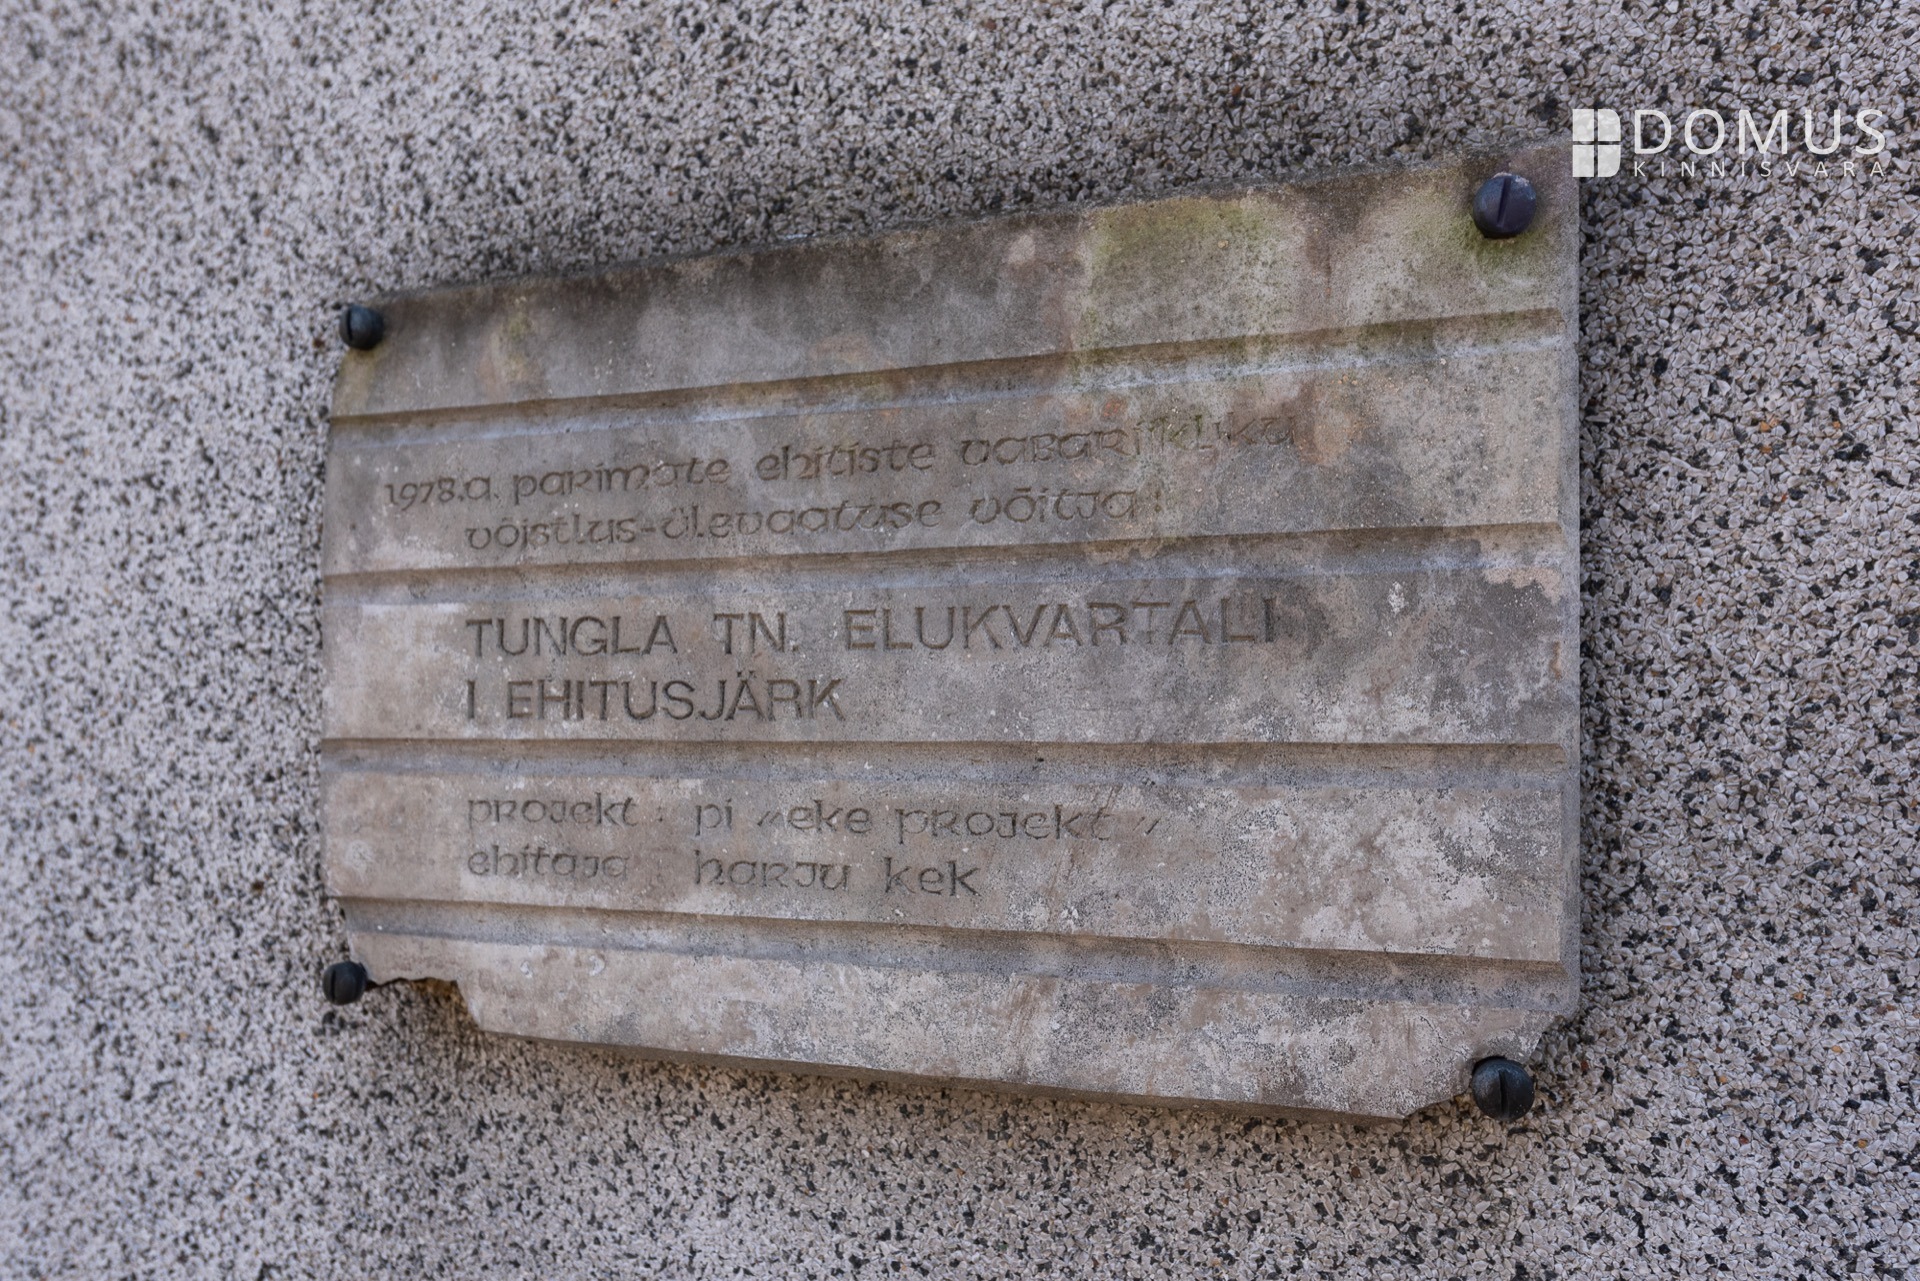 DOMUS
KINNISVARA
1978.a. parimate ehitiste vabariikliku
võistlus-ülevaatuse võitja
TUNGLA TN. ELUKVARTALI
I EHITUSJÄRK
projekt : pi „eke projekt"
ehitaja : harju kek